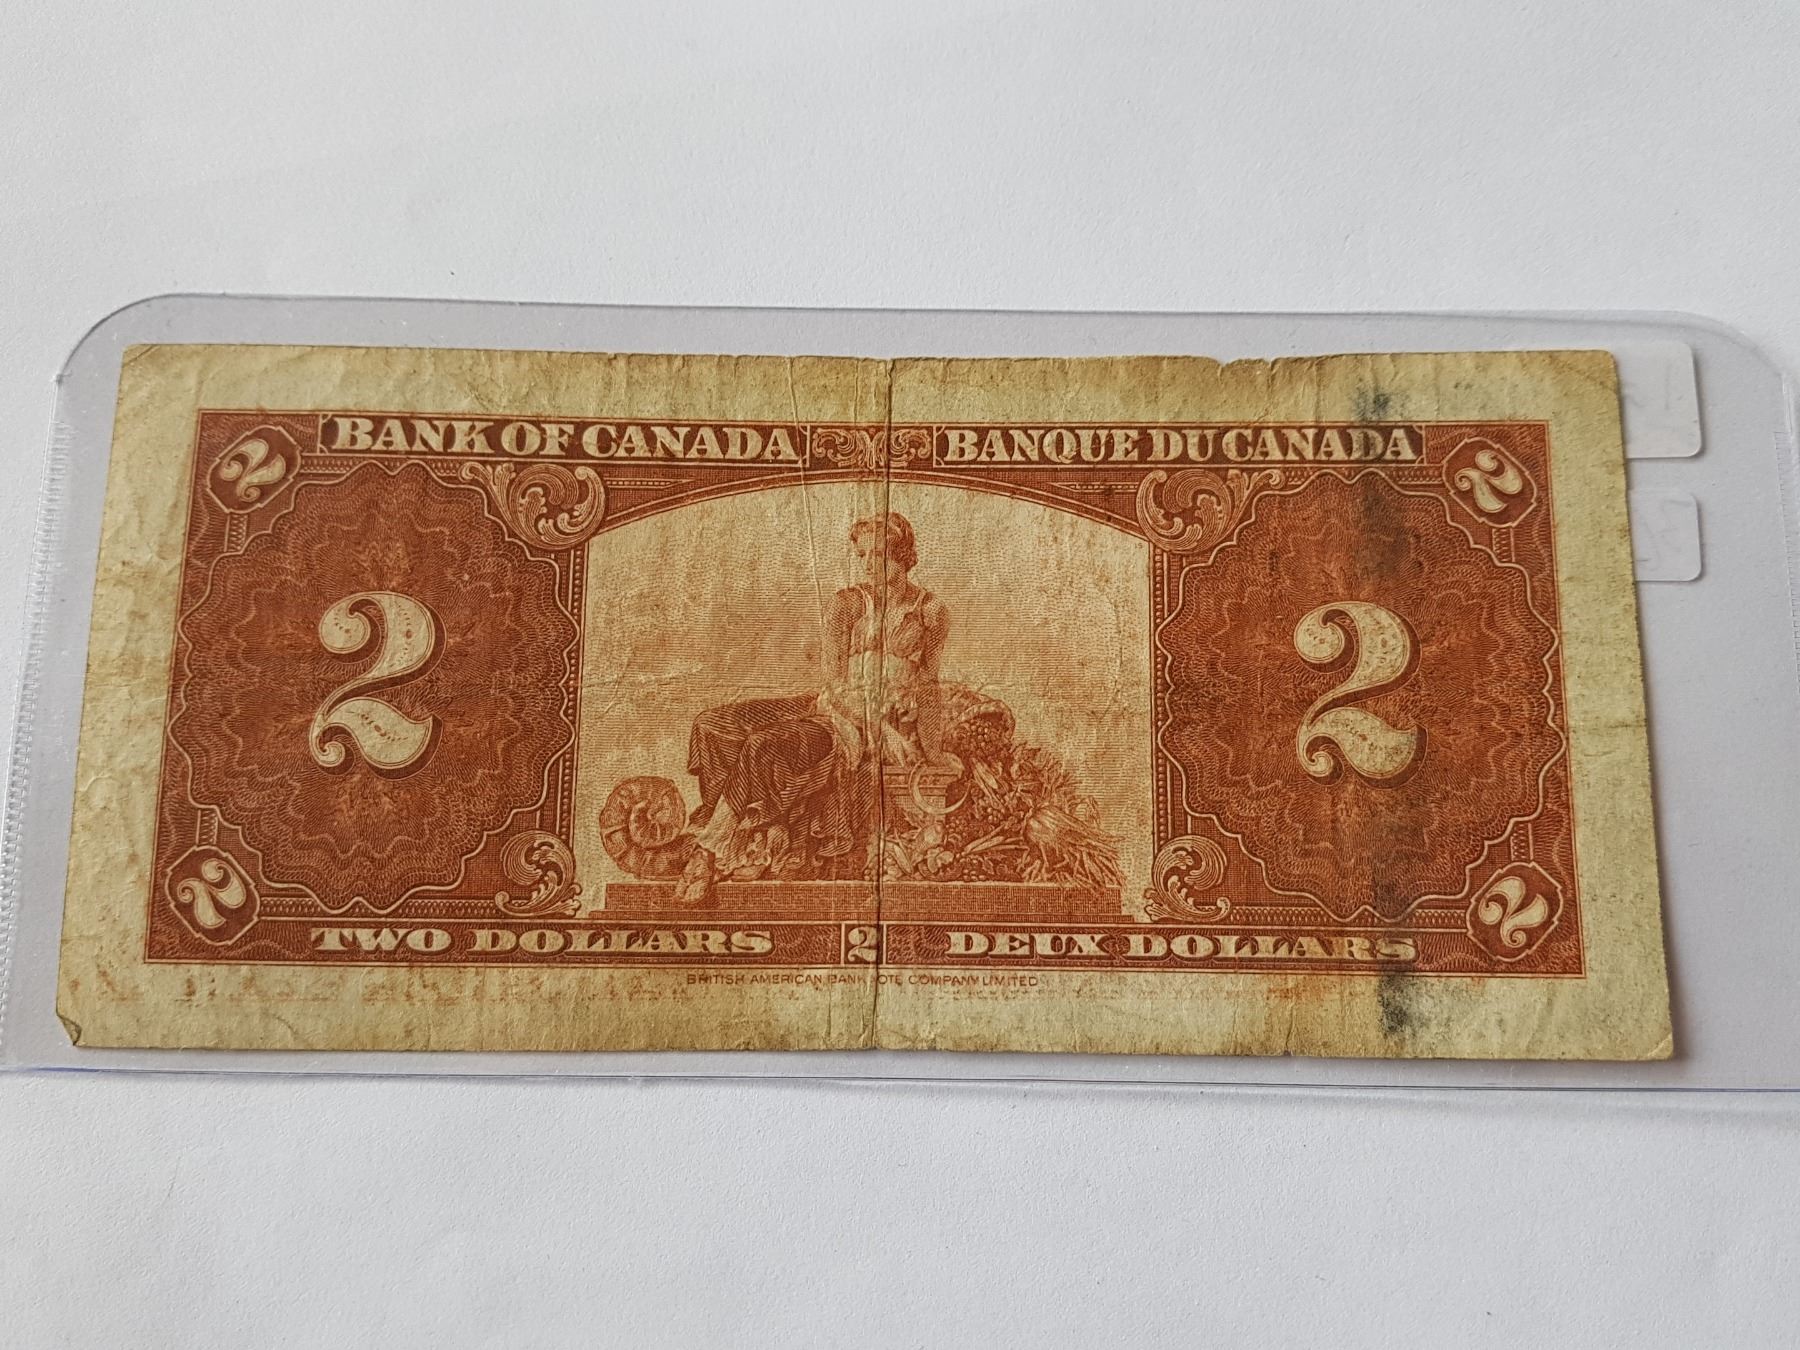 2 BANK OF CANADA BANQUE DU CANADA 2
2 2
2 TWO DOLLARS 2 DEUX DOLLARS 2
BRITISH AMERICAN BANK NOTE COMPANY LIMITED